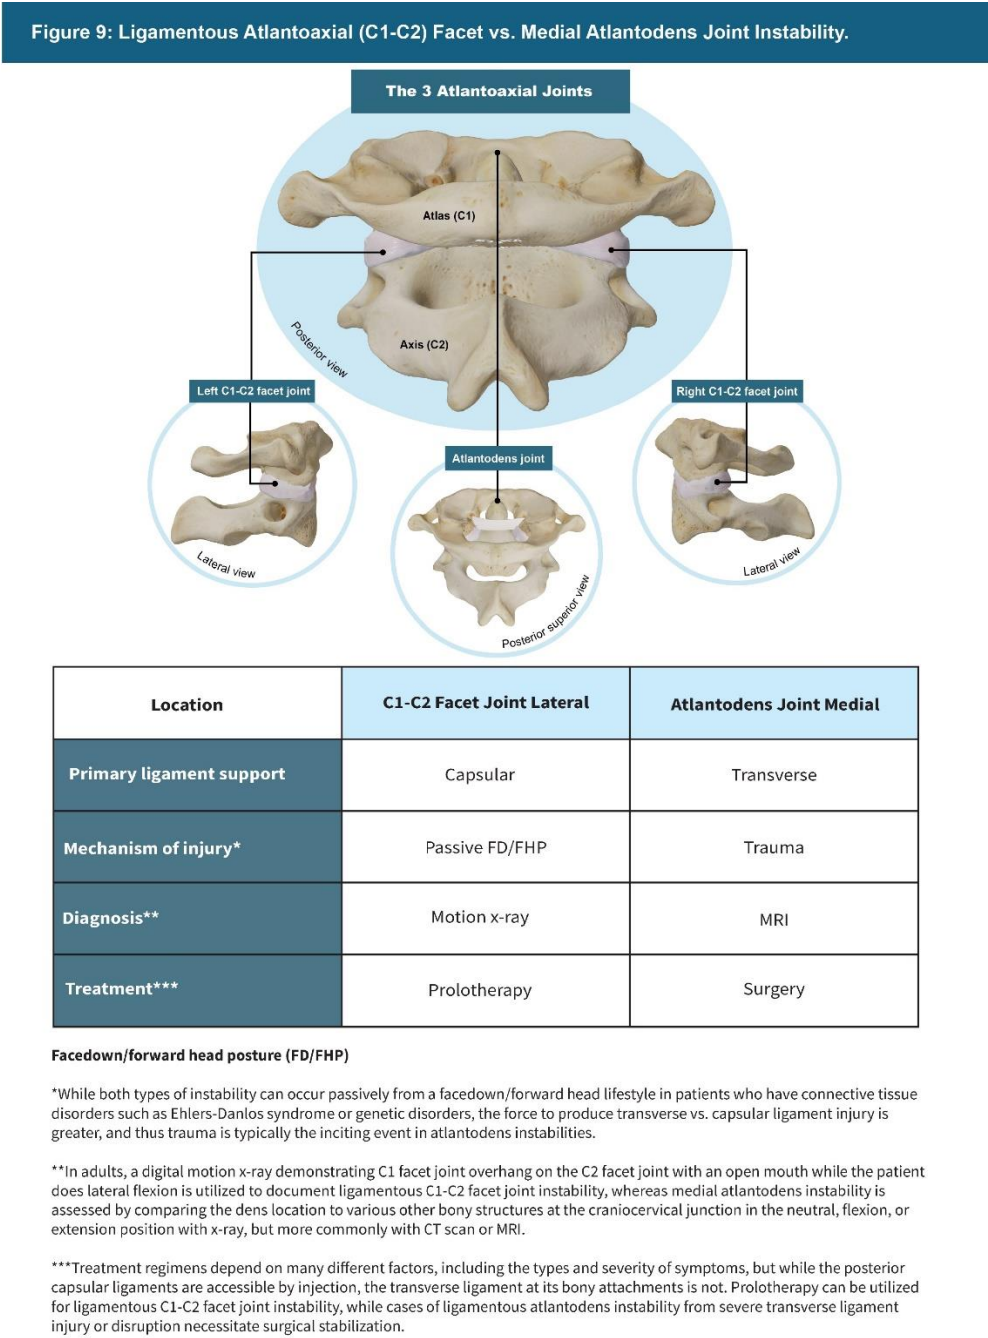 Figure 9: Ligamentous Atlantoaxial (C1-C2) Facet vs. Medial Atlantodens Joint Instability.
The 3 Atlantoaxial Joints
Atlas (C1)
Axis (C2)
Posterior view
Left C1-C2 facet joint
Right C1-C2 facet joint
Atlantodens joint
Lateral view
Lateral view
Posterior superior view
Location
C1-C2 Facet Joint Lateral
Atlantodens Joint Medial
Primary ligament support
Capsular
Transverse
Mechanism of injury*
Passive FD/FHP
Trauma
Diagnosis**
Motion x-ray
MRI
Treatment***
Prolotherapy
Surgery
Facedown/forward head posture (FD/FHP)
*While both types of instability can occur passively from a facedown/forward head lifestyle in patients who have connective tissue
disorders such as Ehlers-Danlos syndrome or genetic disorders, the force to produce transverse vs. capsular ligament injury is
greater, and thus trauma is typically the inciting event in atlantodens instabilities.
**In adults, a digital motion x-ray demonstrating C1 facet joint overhang on the C2 facet joint with an open mouth while the patient
does lateral flexion is utilized to document ligamentous C1-C2 facet joint instability, whereas medial atlantodens instability is
assessed by comparing the dens location to various other bony structures at the craniocervical junction in the neutral, flexion, or
extension position with x-ray, but more commonly with CT scan or MRI.
***Treatment regimens depend on many different factors, including the types and severity of symptoms, but while the posterior
capsular ligaments are accessible by injection, the transverse ligament at its bony attachments is not. Prolotherapy can be utilized
for ligamentous C1-C2 facet joint instability, while cases of ligamentous atlantodens instability from severe transverse ligament
injury or disruption necessitate surgical stabilization.